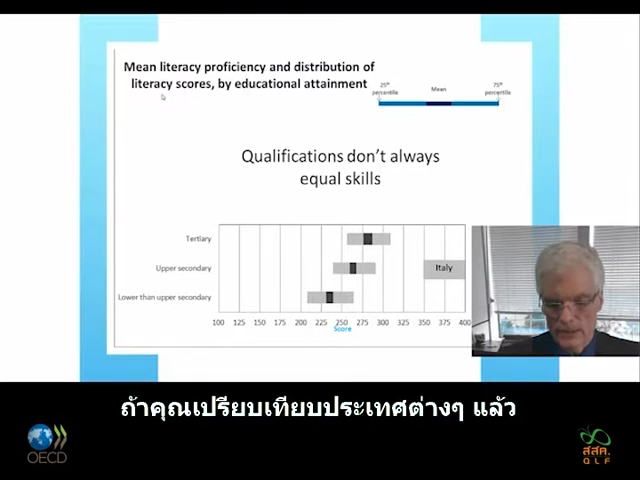 Mean literacy proficiency and distribution of
literacy scores, by educational attainment
25th
percentile
Mean
75th
percentile
Qualifications don't always
equal skills
Tertiary
Upper secondary
Italy
Lower than upper secondary
100 125 150 175 200 225 250 275 300 325 350 375 400
Score
ถ้าคุณเปรียบเทียบประเทศต่างๆ แล้ว
OECD
สสค.
QLF